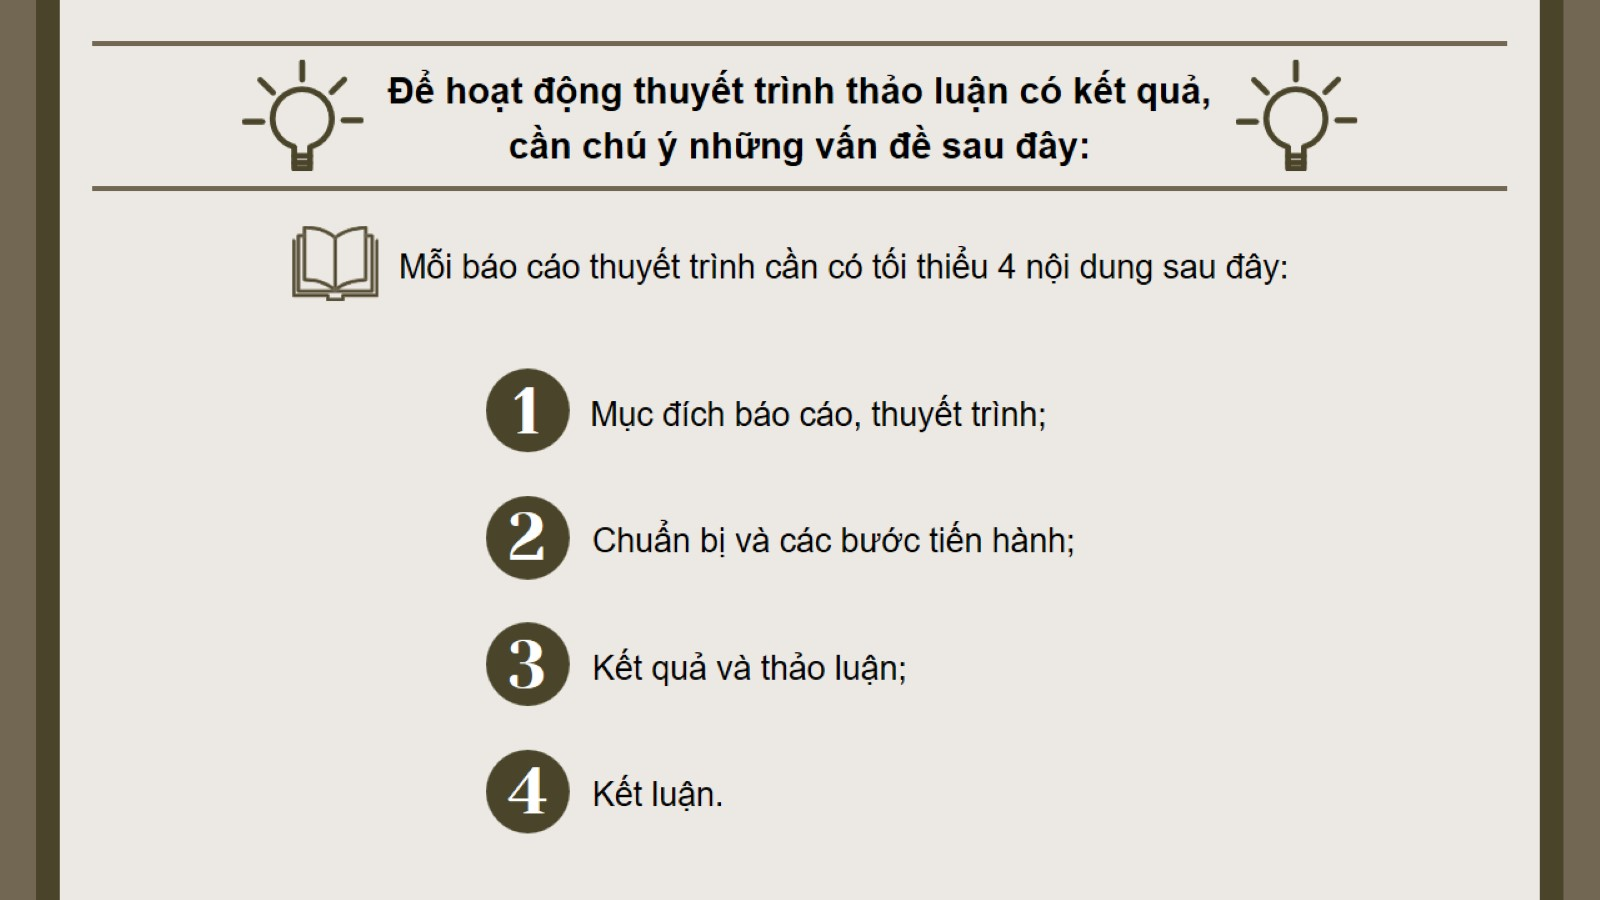 Để hoạt động thuyết trình thảo luận có kết quả,
cần chú ý những vấn đề sau đây:
Mỗi báo cáo thuyết trình cần có tối thiểu 4 nội dung sau đây:
1 Mục đích báo cáo, thuyết trình;
2 Chuẩn bị và các bước tiến hành;
3 Kết quả và thảo luận;
4 Kết luận.